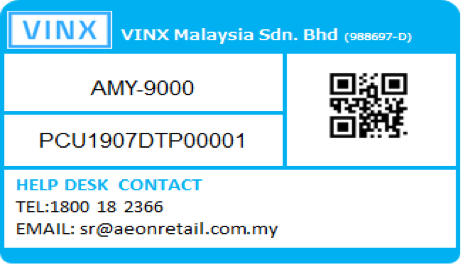 VINX VINX Malaysia Sdn. Bhd (988697-D)
AMY-9000
PCU1907DTP00001
HELP DESK CONTACT
TEL:1800 18 2366
EMAIL: sr@aeonretail.com.my